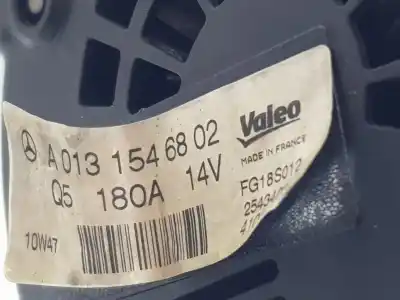 A 013 154 68 02
Q5 180A 14V
10W47
Valeo
MADE IN FRANCE
FG18S012